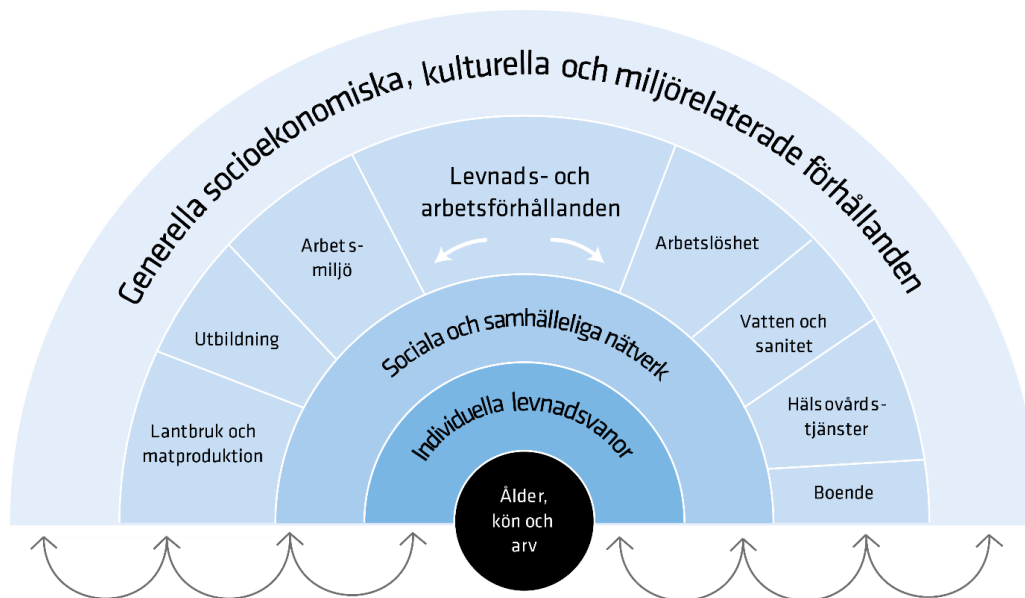 Generella socioekonomiska, kulturella och miljörelaterade förhållanden
Levnads- och
arbetsförhållanden
Lantbruk och
matproduktion
Utbildning
Arbets-
miljö
Arbetslöshet
Vatten och
sanitet
Hälsovårds-
tjänster
Boende
Sociala och samhälleliga nätverk
Individuella levnadsvanor
Ålder,
kön och
arv